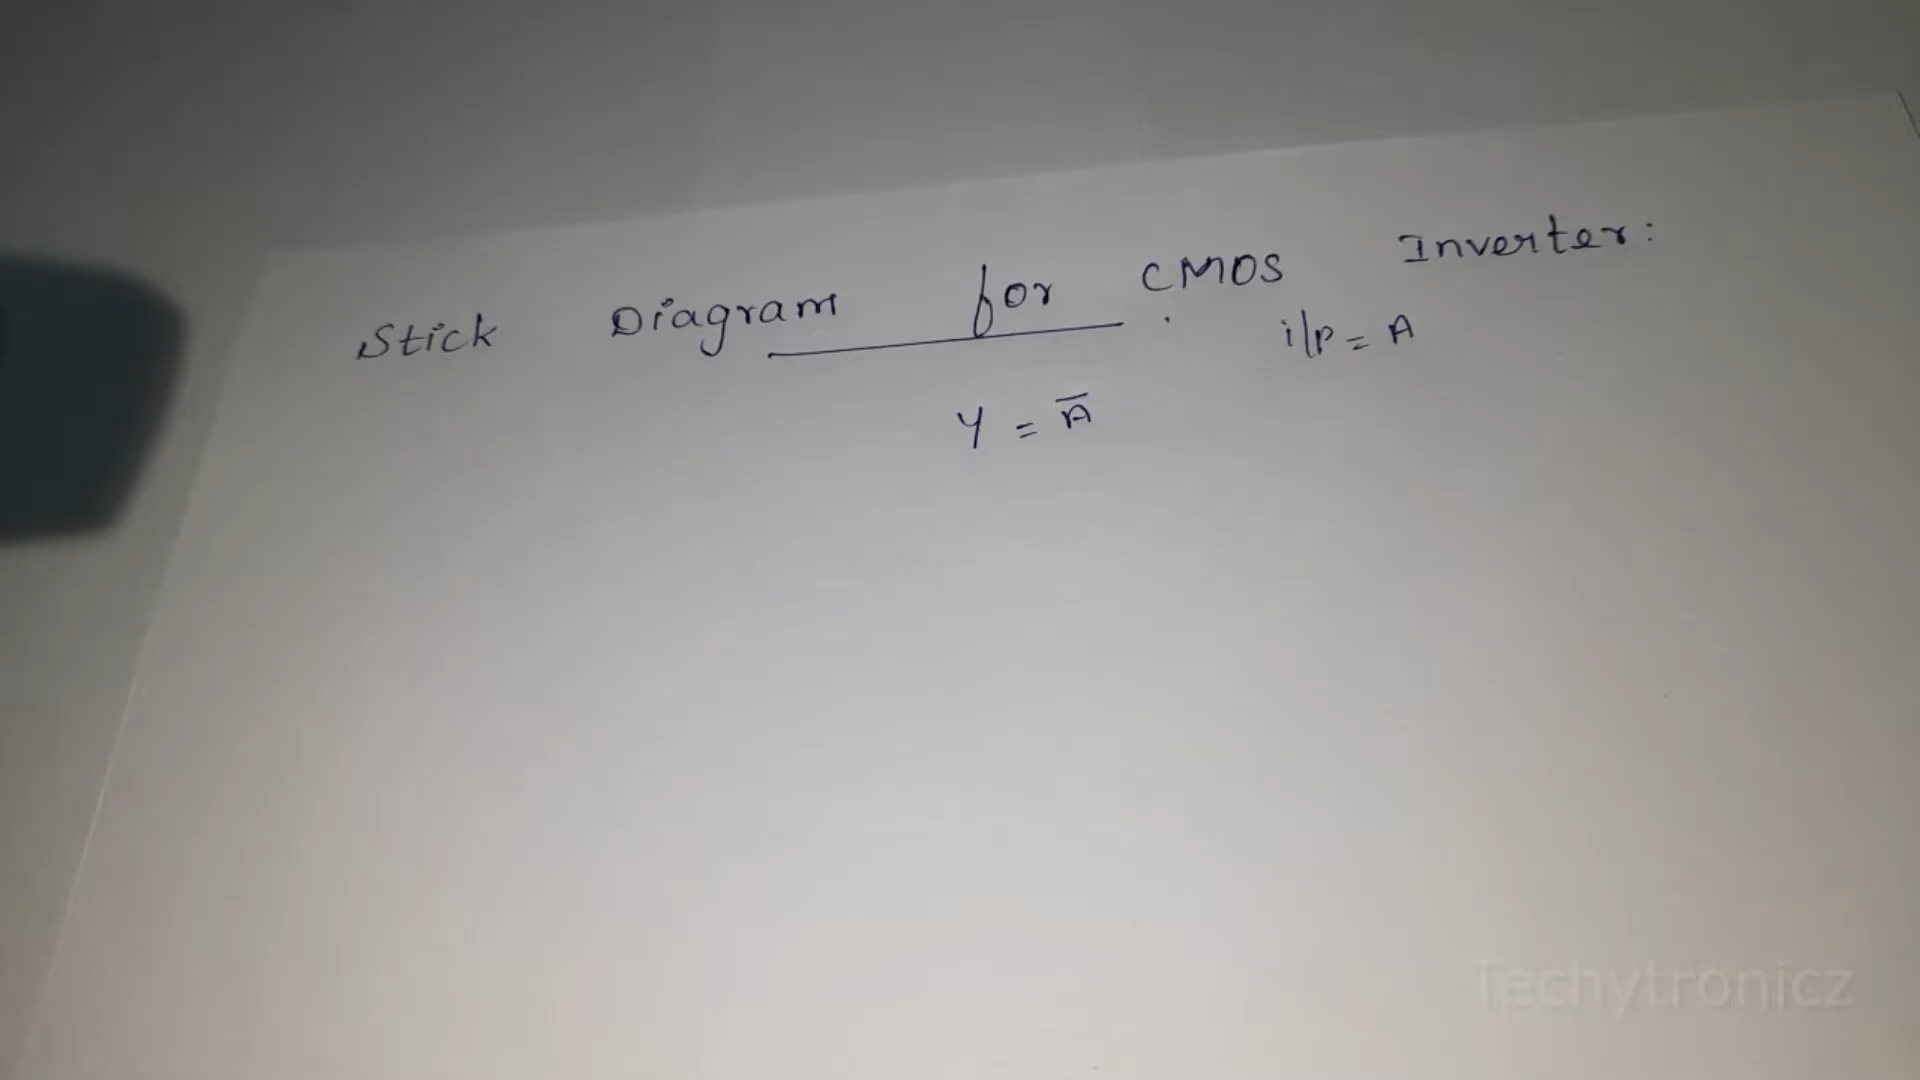 Stick Diagram for CMOS Inverter:
i/p = A
Y = A̅
Techytronicz